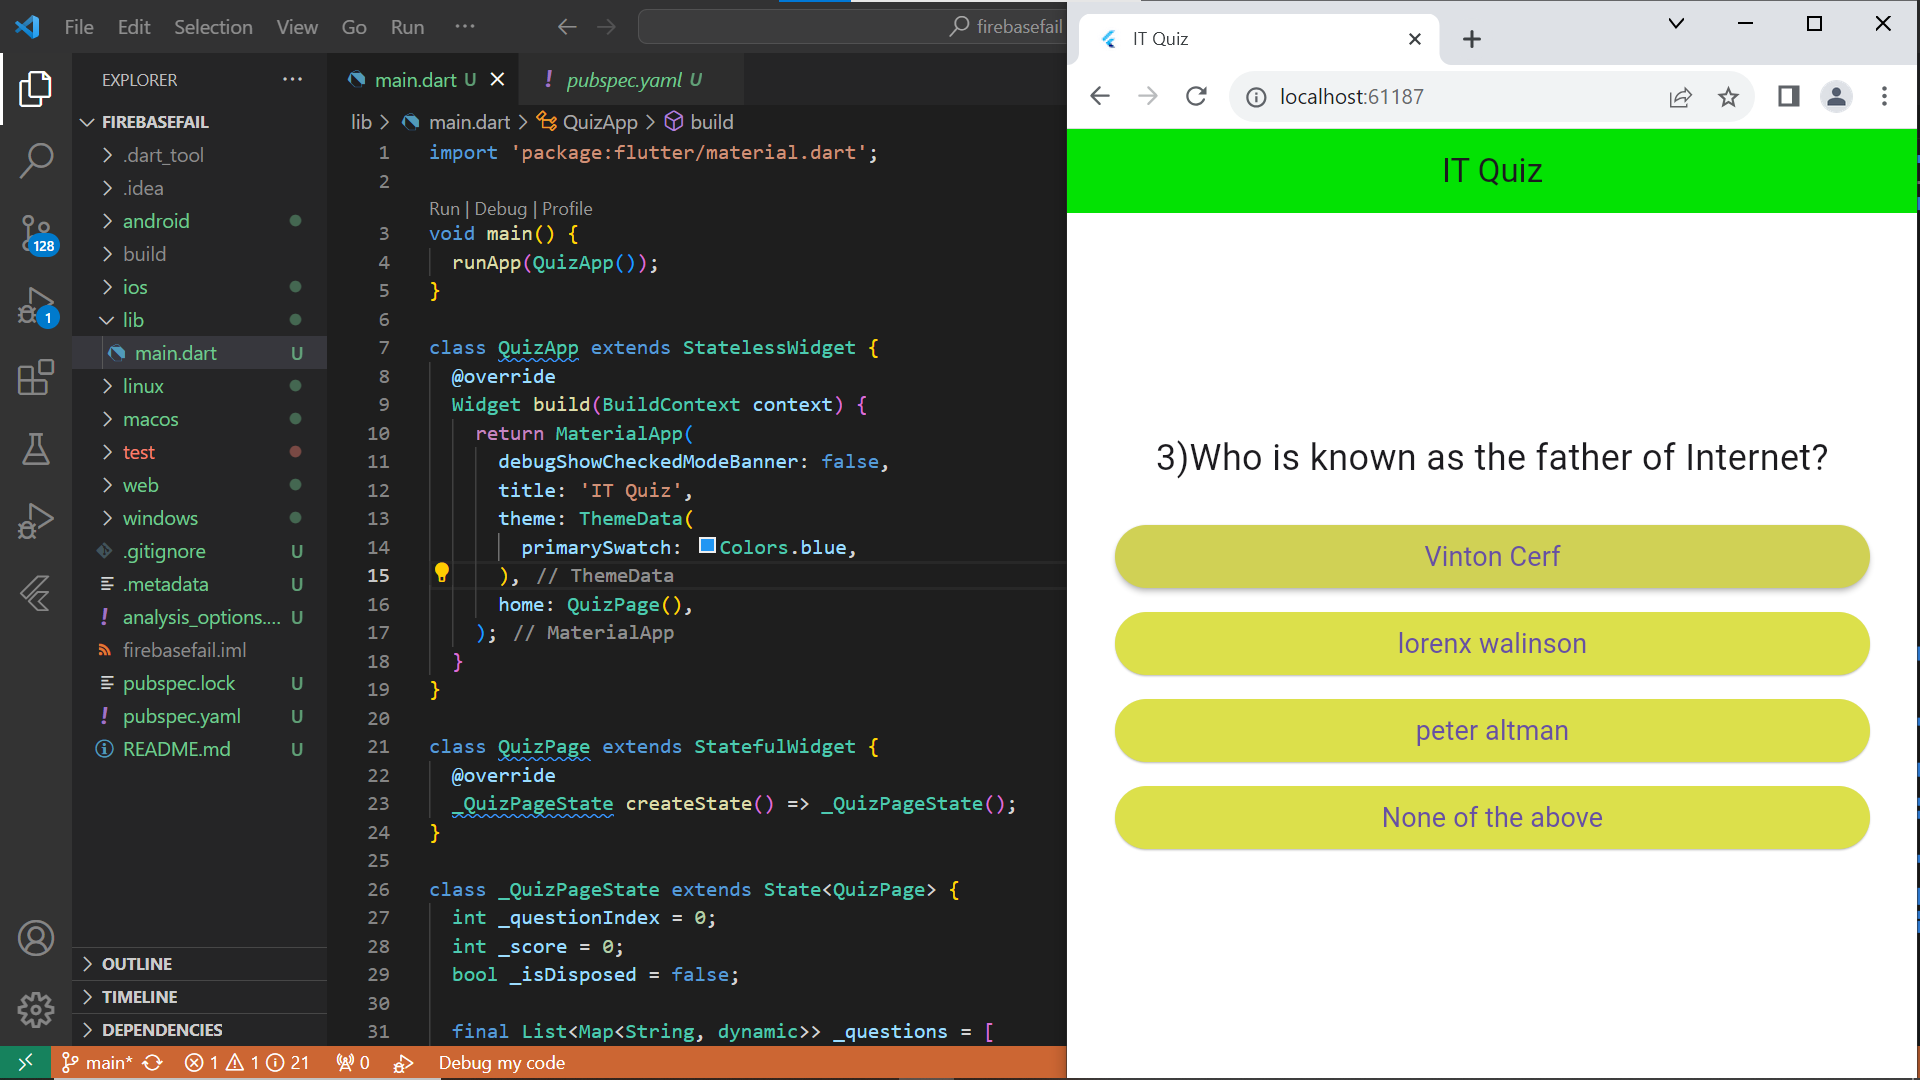 File Edit Selection View Go Run ...
firebasefail
EXPLORER
FIREBASEFAIL
.dart_tool
.idea
android
build
ios
lib
main.dart U
linux
macos
test
web
windows
.gitignore U
.metadata U
analysis_options.... U
firebasefail.iml
pubspec.lock U
pubspec.yaml U
README.md U
OUTLINE
TIMELINE
DEPENDENCIES
128
1
main.dart U
pubspec.yaml U
lib > main.dart > QuizApp > build
1 import 'package:flutter/material.dart';
2
Run | Debug | Profile
3 void main() {
4 runApp(QuizApp());
5 }
6
7 class QuizApp extends StatelessWidget {
8 @override
9 Widget build(BuildContext context) {
10 return MaterialApp(
11 debugShowCheckedModeBanner: false,
12 title: 'IT Quiz',
13 theme: ThemeData(
14 primarySwatch: Colors.blue,
15 ), // ThemeData
16 home: QuizPage(),
17 ); // MaterialApp
18 }
19 }
20
21 class QuizPage extends StatefulWidget {
22 @override
23 _QuizPageState createState() => _QuizPageState();
24 }
25
26 class _QuizPageState extends State<QuizPage> {
27 int _questionIndex = 0;
28 int _score = 0;
29 bool _isDisposed = false;
30
31 final List<Map<String, dynamic>> _questions = [
main* 1 1 21 0 Debug my code
IT Quiz
localhost:61187
IT Quiz
3)Who is known as the father of Internet?
Vinton Cerf
lorenx walinson
peter altman
None of the above